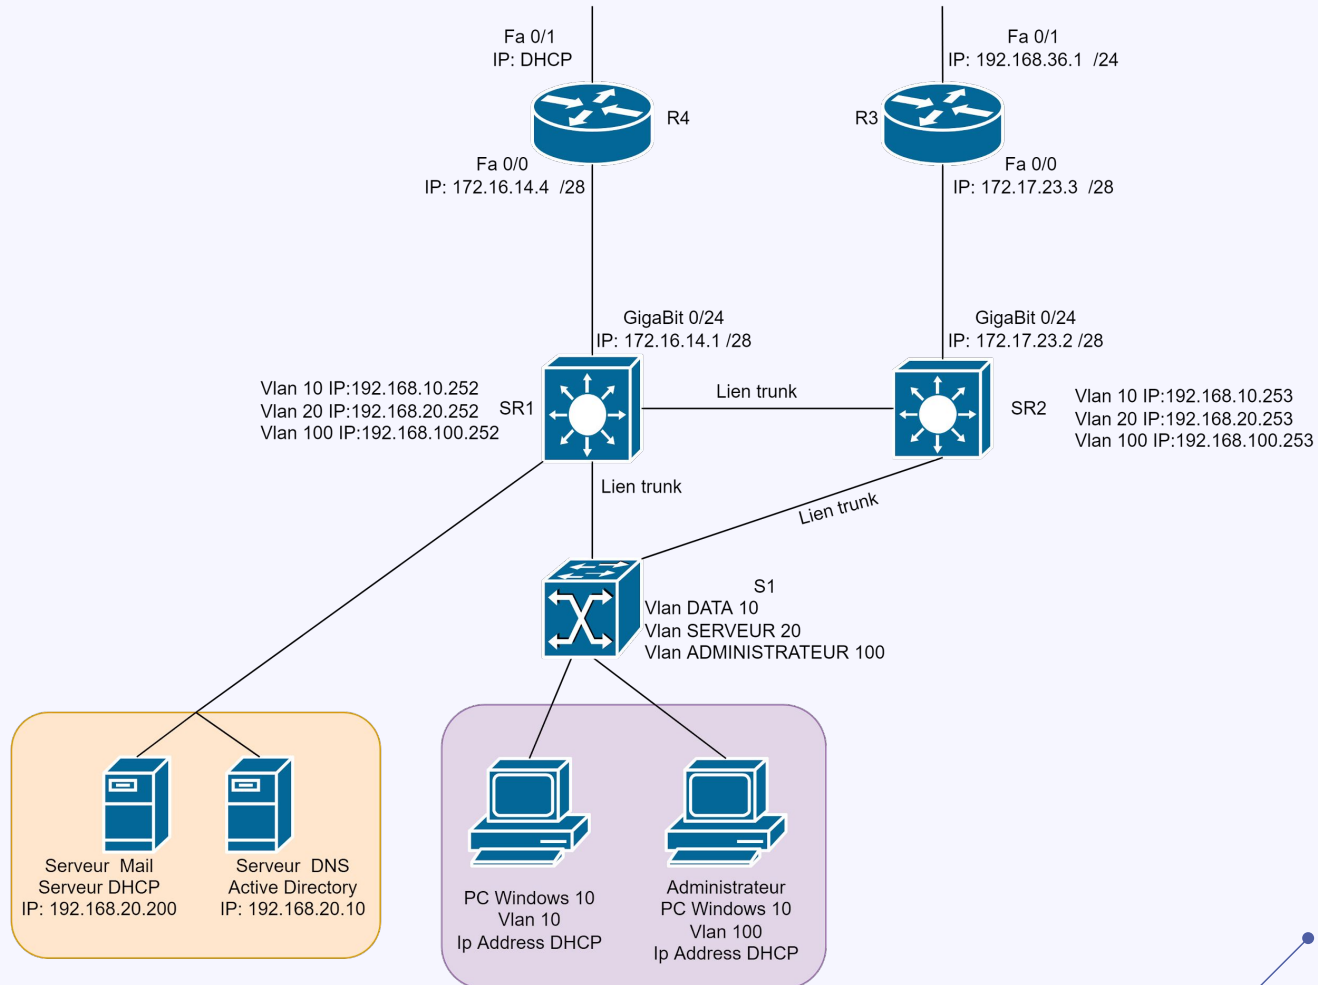 Fa 0/1
IP: DHCP
Fa 0/1
IP: 192.168.36.1 /24
R4
R3
Fa 0/0
IP: 172.16.14.4 /28
Fa 0/0
IP: 172.17.23.3 /28
GigaBit 0/24
IP: 172.16.14.1 /28
GigaBit 0/24
IP: 172.17.23.2 /28
Vlan 10 IP:192.168.10.252
Vlan 20 IP:192.168.20.252
Vlan 100 IP:192.168.100.252
SR1
Lien trunk
SR2
Vlan 10 IP:192.168.10.253
Vlan 20 IP:192.168.20.253
Vlan 100 IP:192.168.100.253
Lien trunk
Lien trunk
S1
Vlan DATA 10
Vlan SERVEUR 20
Vlan ADMINISTRATEUR 100
Serveur Mail
Serveur DHCP
IP: 192.168.20.200
Serveur DNS
Active Directory
IP: 192.168.20.10
PC Windows 10
Vlan 10
Ip Address DHCP
Administrateur
PC Windows 10
Vlan 100
Ip Address DHCP